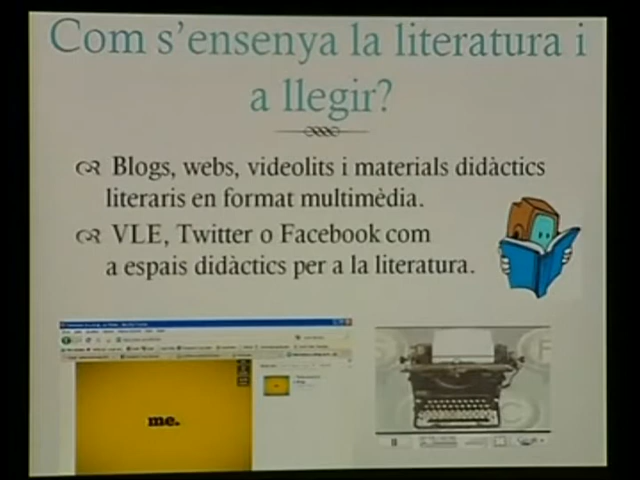 Com s'ensenya la literatura i
a llegir?
Blogs, webs, videolits i materials didàctics
literaris en format multimèdia.
VLE, Twitter o Facebook com
a espais didàctics per a la literatura.
me.